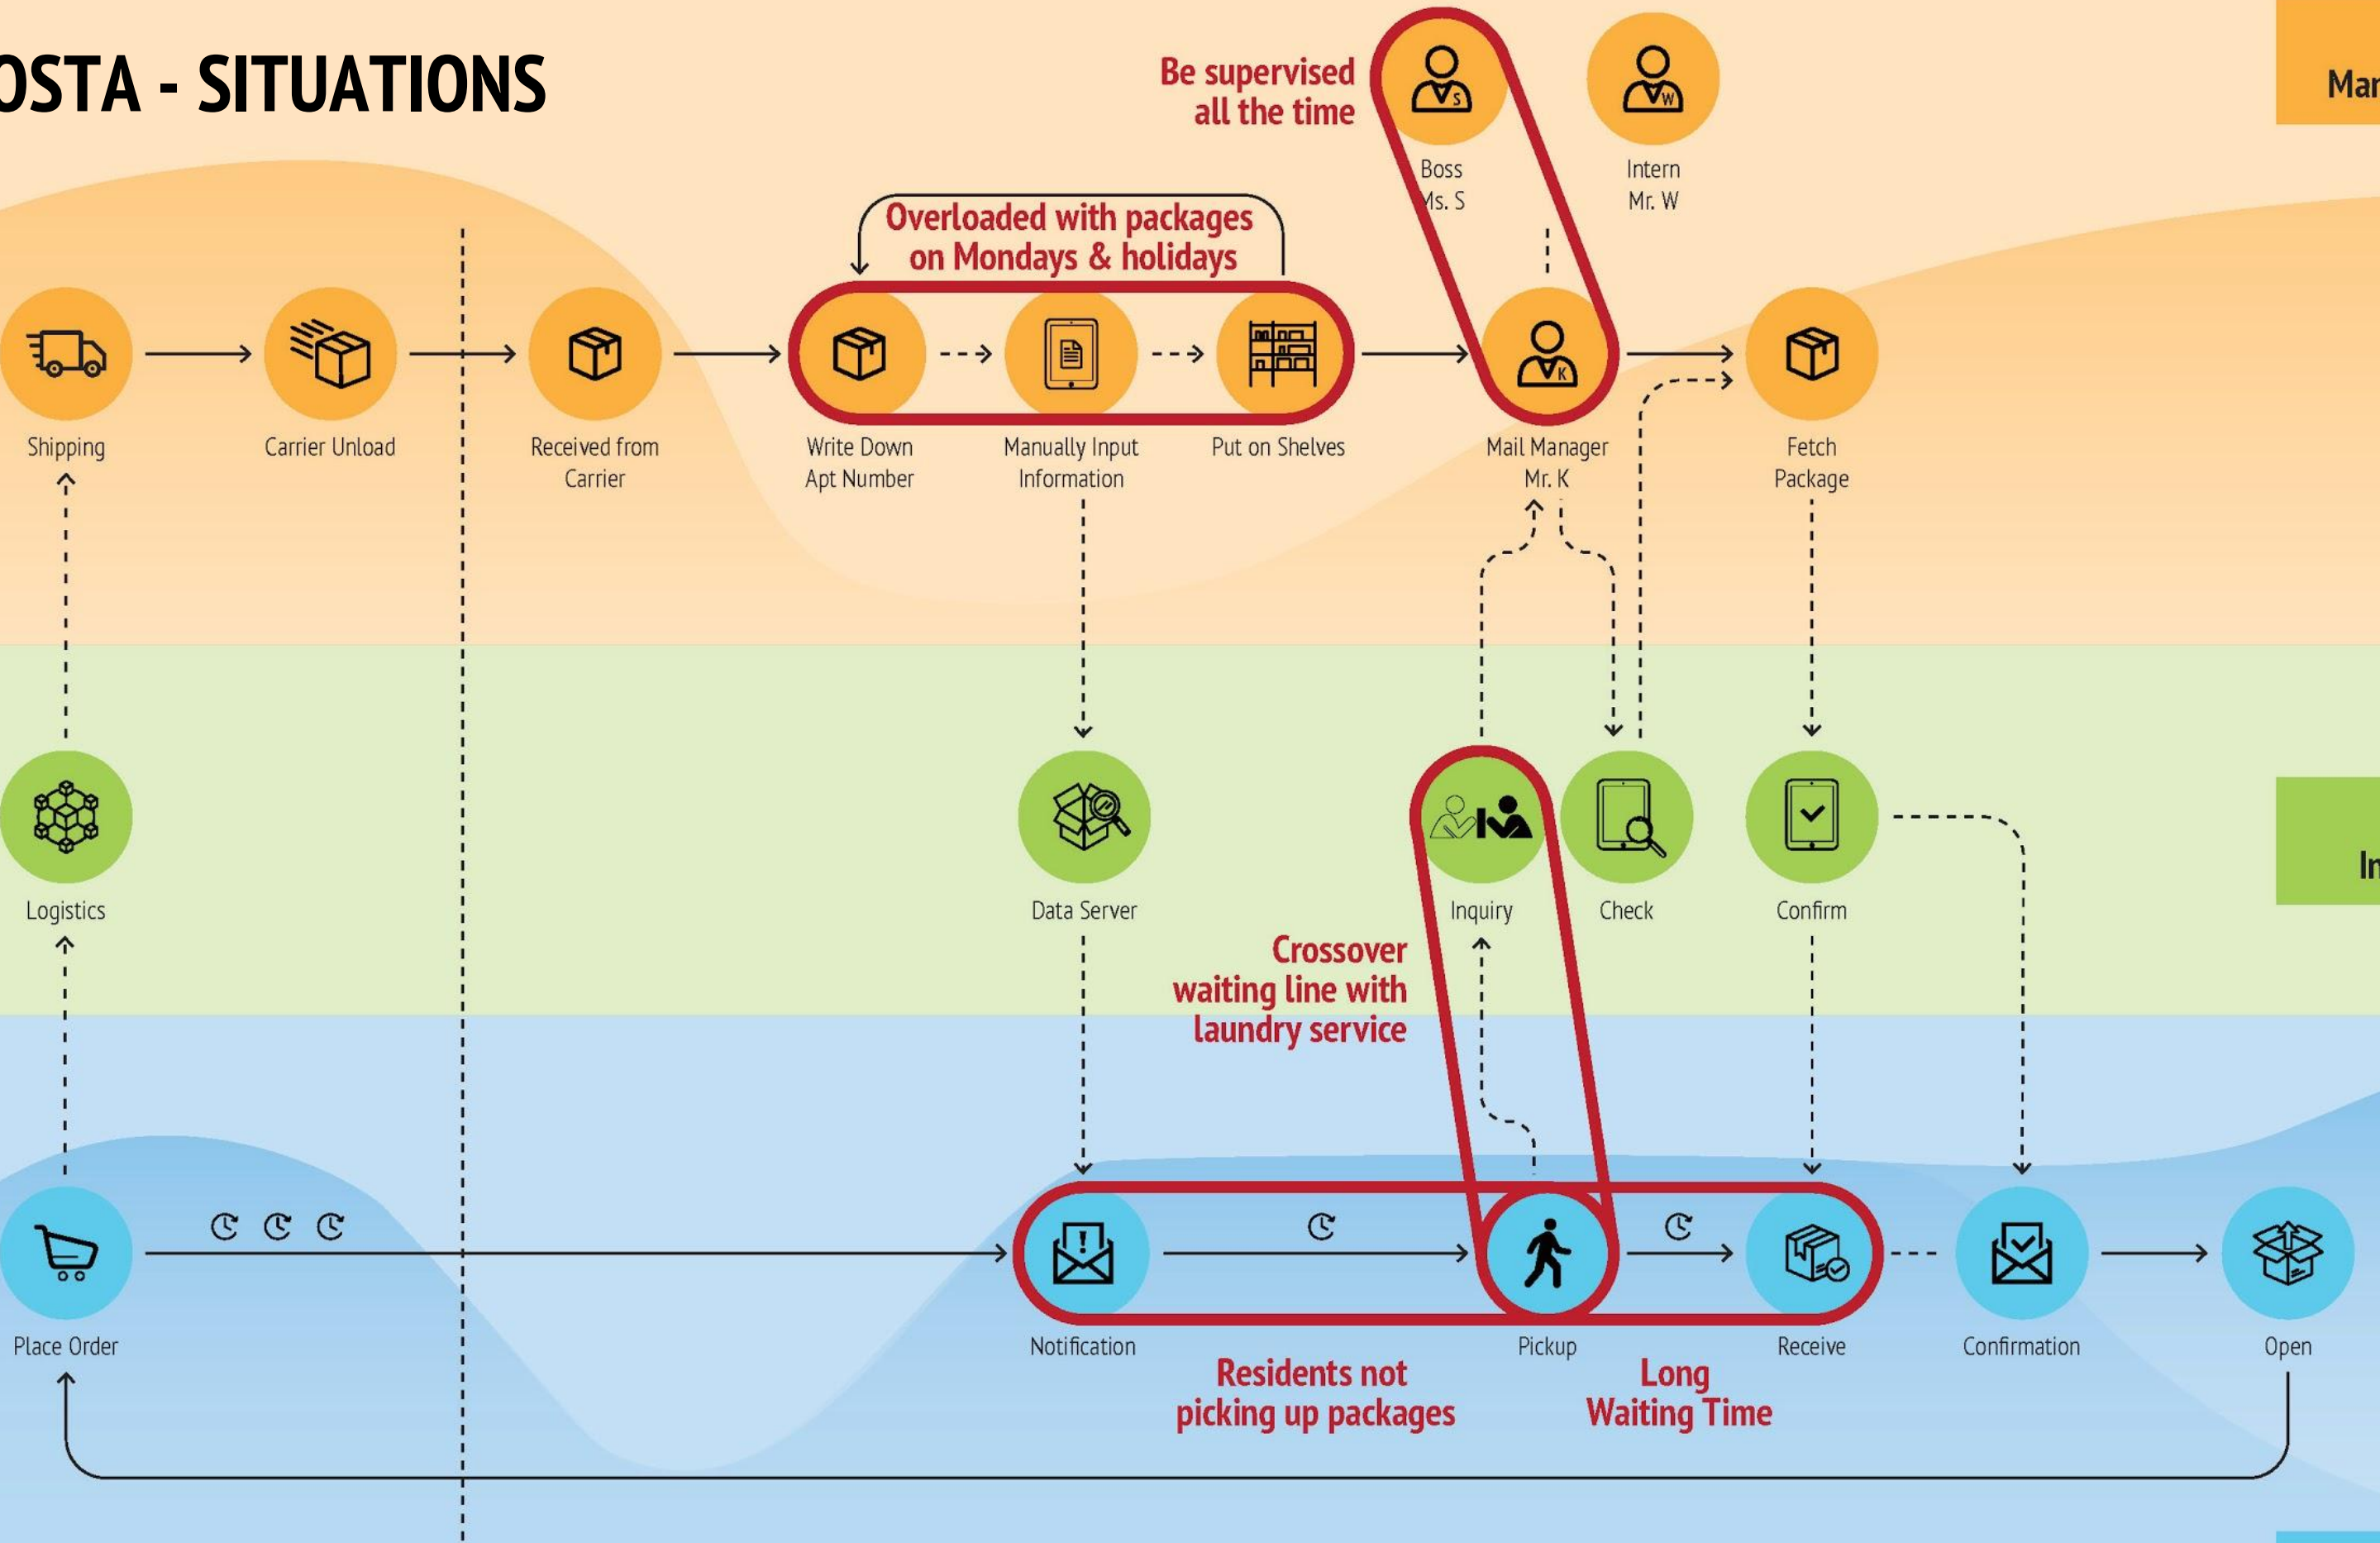 OSTA - SITUATIONS
Be supervised
all the time
Boss
Ms. S
Intern
Mr. W
S
W
Mar
Overloaded with packages
on Mondays & holidays
K
Shipping
Carrier Unload
Received from
Carrier
Write Down
Apt Number
Manually Input
Information
Put on Shelves
Mail Manager
Mr. K
Fetch
Package
Logistics
Data Server
Inquiry
Check
Confirm
In
Crossover
waiting line with
laundry service
Place Order
Notification
Pickup
Receive
Confirmation
Open
Residents not
picking up packages
Long
Waiting Time